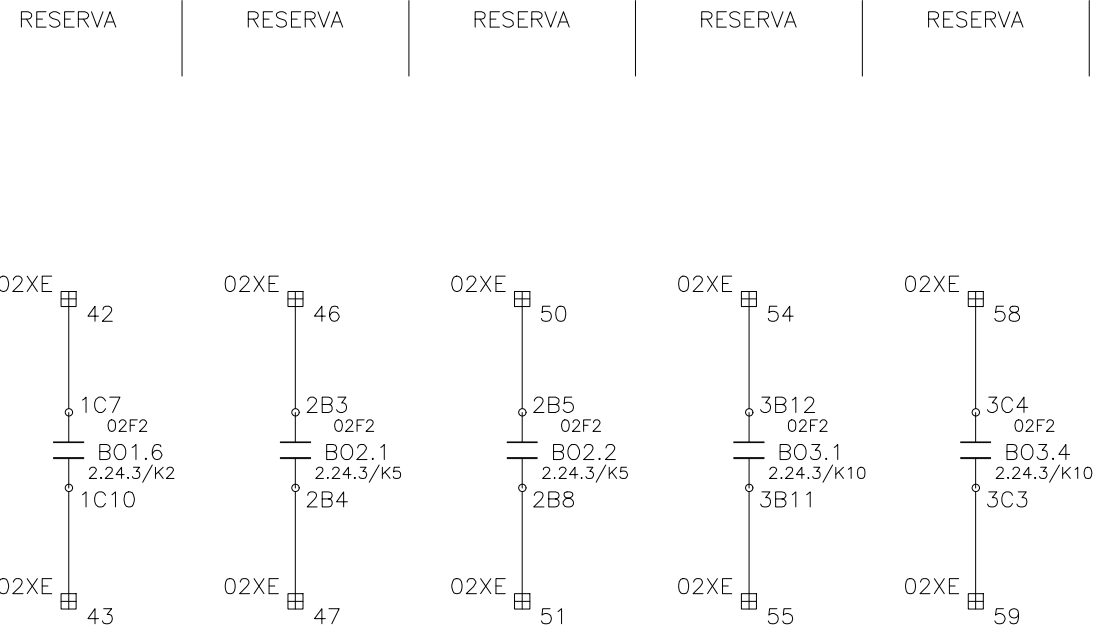 RESERVA RESERVA RESERVA RESERVA RESERVA
02XE 02XE 02XE 02XE 02XE
42 46 50 54 58
1C7 2B3 2B5 3B12 3C4
02F2 02F2 02F2 02F2 02F2
BO1.6 BO2.1 BO2.2 BO3.1 BO3.4
2.24.3/K2 2.24.3/K5 2.24.3/K5 2.24.3/K10 2.24.3/K10
1C10 2B4 2B8 3B11 3C3
02XE 02XE 02XE 02XE 02XE
43 47 51 55 59